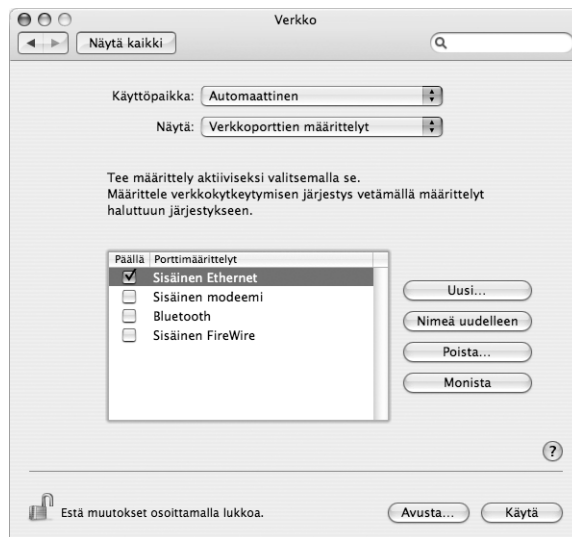 Verkko
Näytä kaikki
Käyttöpaikka: Automaattinen
Näytä: Verkkoporttien määrittelyt
Tee määrittely aktiiviseksi valitsemalla se.
Määrittele verkkokytkeytymisen järjestys vetämällä määrittelyt
haluttuun järjestykseen.
Päällä Porttimäärittelyt
Sisäinen Ethernet
Sisäinen modeemi
Bluetooth
Sisäinen FireWire
Uusi...
Nimeä uudelleen
Poista...
Monista
?
Estä muutokset osoittamalla lukkoa.
Avusta...
Käytä